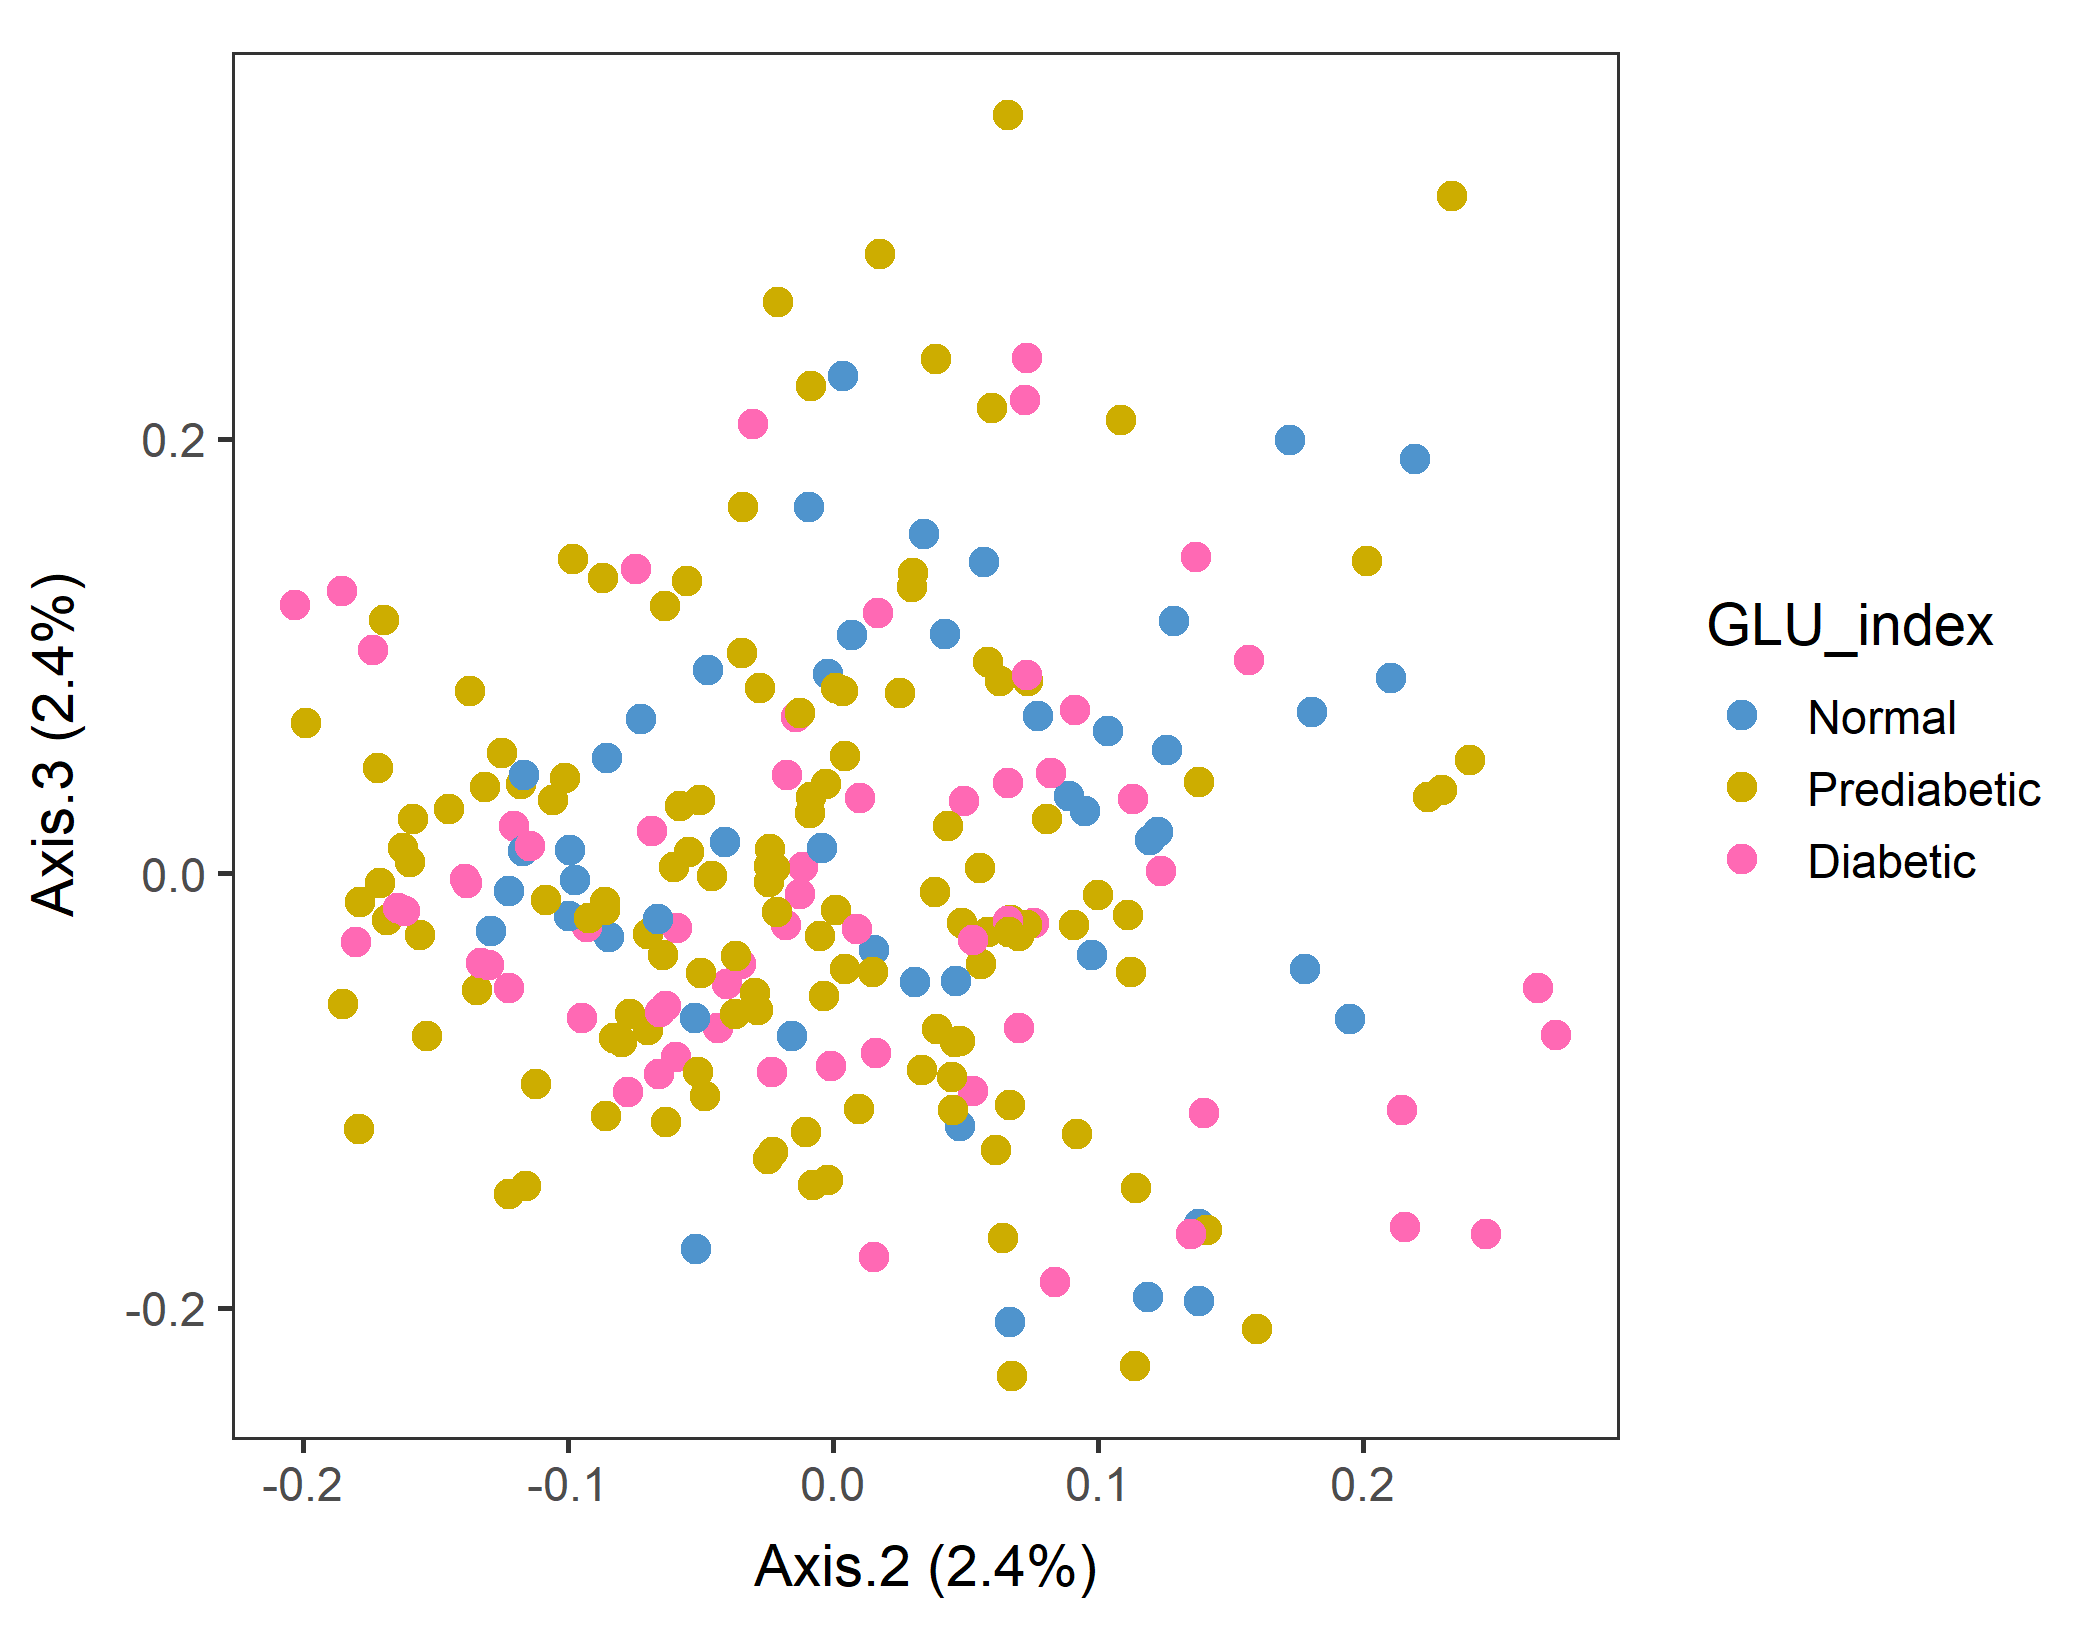 Axis.3 (2.4%)
0.2
0.0
-0.2
-0.2
-0.1
0.0
0.1
0.2
Axis.2 (2.4%)
GLU_index
Normal
Prediabetic
Diabetic